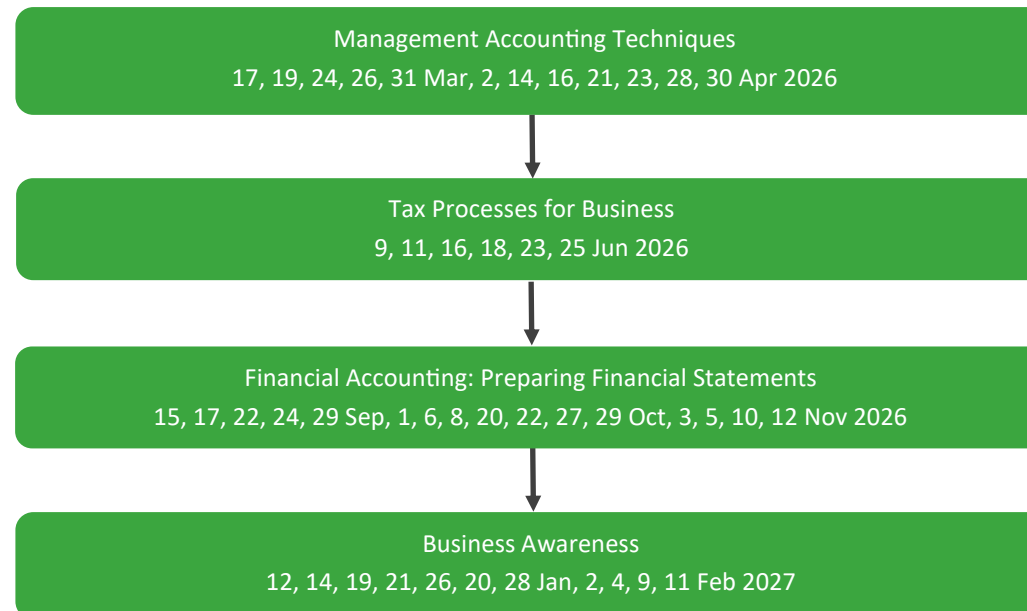 Management Accounting Techniques
17, 19, 24, 26, 31 Mar, 2, 14, 16, 21, 23, 28, 30 Apr 2026
Tax Processes for Business
9, 11, 16, 18, 23, 25 Jun 2026
Financial Accounting: Preparing Financial Statements
15, 17, 22, 24, 29 Sep, 1, 6, 8, 20, 22, 27, 29 Oct, 3, 5, 10, 12 Nov 2026
Business Awareness
12, 14, 19, 21, 26, 20, 28 Jan, 2, 4, 9, 11 Feb 2027